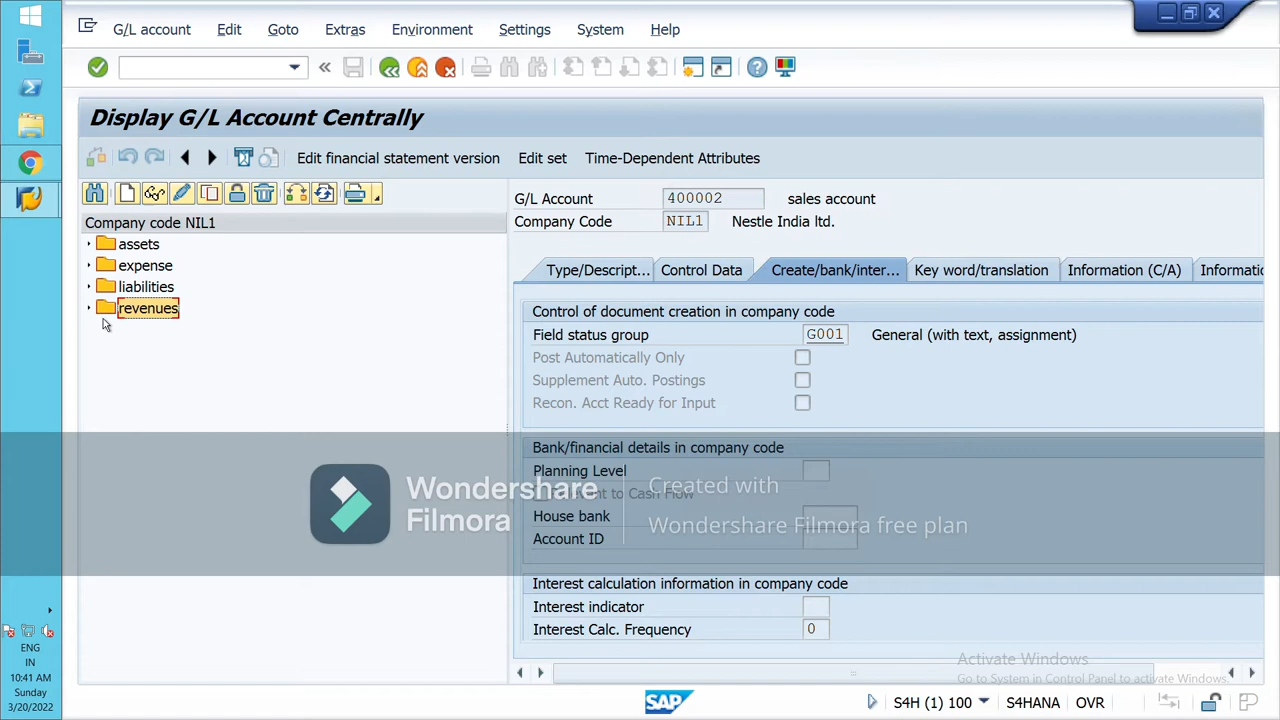 G/L account Edit Goto Extras Environment Settings System Help
Display G/L Account Centrally
Edit financial statement version Edit set Time-Dependent Attributes
Company code NIL1
assets
expense
liabilities
revenues
G/L Account 400002 sales account
Company Code NIL1 Nestle India ltd.
Type/Descript... Control Data Create/bank/inter... Key word/translation Information (C/A) Informatio
Control of document creation in company code
Field status group G001 General (with text, assignment)
Post Automatically Only
Supplement Auto. Postings
Recon. Acct Ready for Input
Bank/financial details in company code
Planning Level
Relevant to Cash Flow
House bank
Account ID
Interest calculation information in company code
Interest indicator
Interest Calc. Frequency 0
Wondershare
Filmora
Created with
Wondershare Filmora free plan
Activate Windows
Go to System in Control Panel to activate Windows.
SAP S4H (1) 100 S4HANA OVR
ENG
IN
10:41 AM
Sunday
3/20/2022